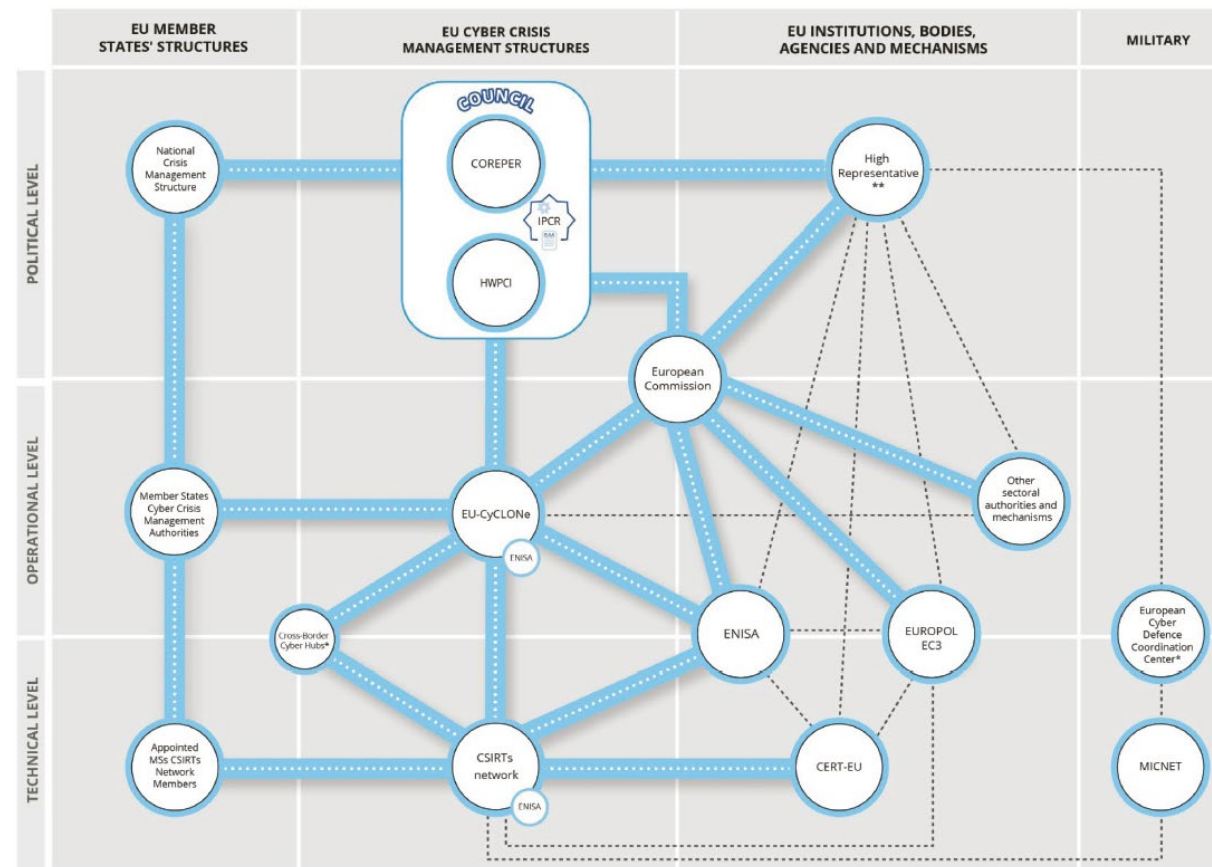 EU MEMBER
STATES' STRUCTURES
EU CYBER CRISIS
MANAGEMENT STRUCTURES
EU INSTITUTIONS, BODIES,
AGENCIES AND MECHANISMS
MILITARY
POLITICAL LEVEL
COUNCIL
National
Crisis
Management
Structure
COREPER
IPCR
HWPCI
High
Representative
**
European
Commission
OPERATIONAL LEVEL
Member States
Cyber Crisis
Management
Authorities
EU-CyCLONe
ENISA
Other
sectoral
authorities and
mechanisms
Cross-Border
Cyber Hubs*
ENISA
EUROPOL
EC3
European
Cyber
Defence
Coordination
Center*
TECHNICAL LEVEL
Appointed
MSs CSIRTs
Network
Members
CSIRTs
network
ENISA
CERT-EU
MICNET